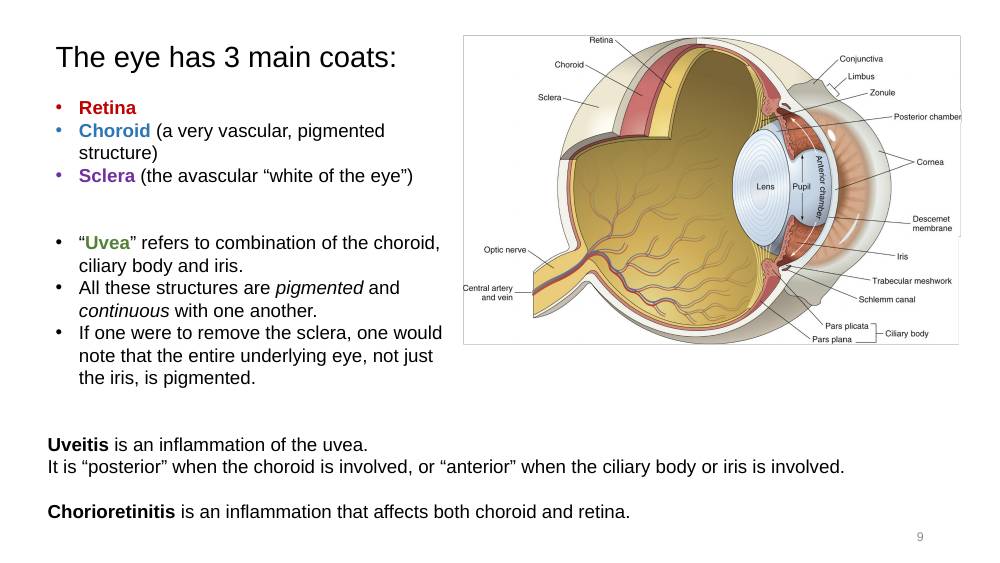 The eye has 3 main coats:
• Retina
• Choroid (a very vascular, pigmented
structure)
• Sclera (the avascular “white of the eye”)
• “Uvea” refers to combination of the choroid,
ciliary body and iris.
• All these structures are pigmented and
continuous with one another.
• If one were to remove the sclera, one would
note that the entire underlying eye, not just
the iris, is pigmented.
Retina
Choroid
Sclera
Optic nerve
Central artery
and vein
Conjunctiva
Limbus
Zonule
Posterior chamber
Cornea
Lens
Pupil
Anterior chamber
Descemet
membrane
Iris
Trabecular meshwork
Schlemm canal
Pars plicata
Ciliary body
Pars plana
Uveitis is an inflammation of the uvea.
It is “posterior” when the choroid is involved, or “anterior” when the ciliary body or iris is involved.
Chorioretinitis is an inflammation that affects both choroid and retina.
9